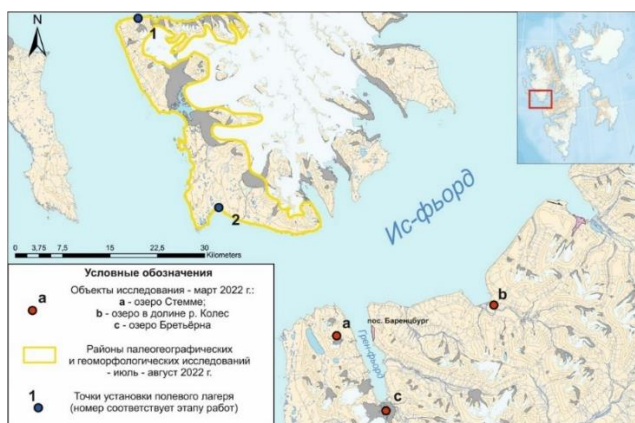 N
1
2
Ис-фьорд
0 3,75 7,5 15 22,5 30
Kilometers
Условные обозначения
a
Объекты исследования - март 2022 г.:
a - озеро Стемме;
b - озеро в долине р. Колес
c - озеро Бретьёрна
Районы палеогеографических
и геоморфологических исследований
- июль - август 2022 г.
1
Точки установки полевого лагеря
(номер соответствует этапу работ)
a
пос. Баренцбург
b
Грен-фьорд
c